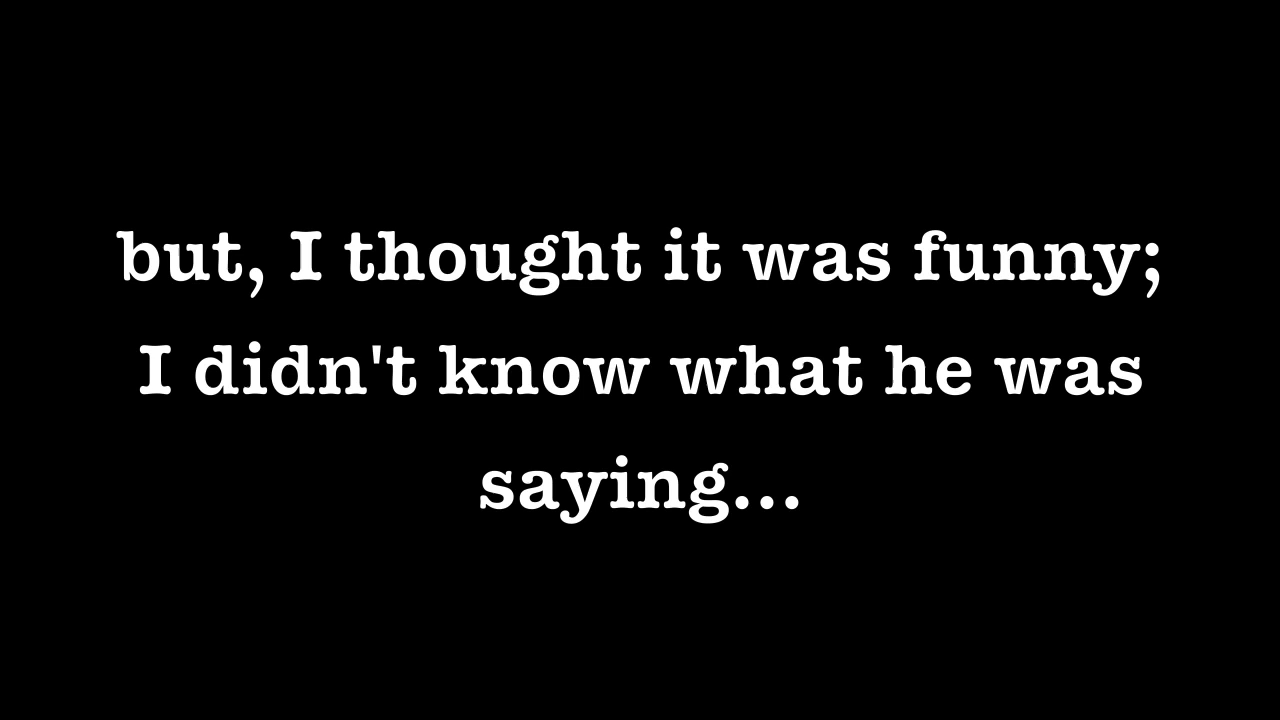 but, I thought it was funny;
I didn't know what he was
saying...